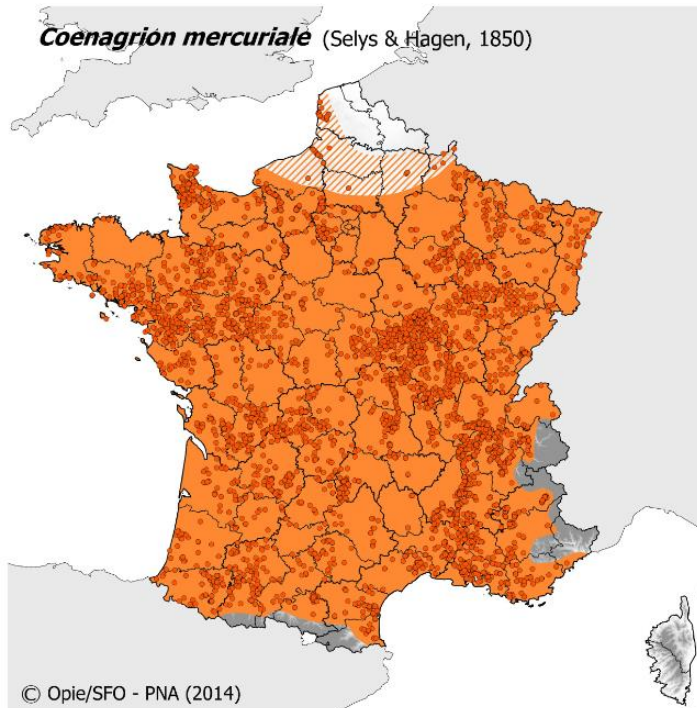 Coenagrion mercuriale (Selys & Hagen, 1850)
© Opie/SFO - PNA (2014)